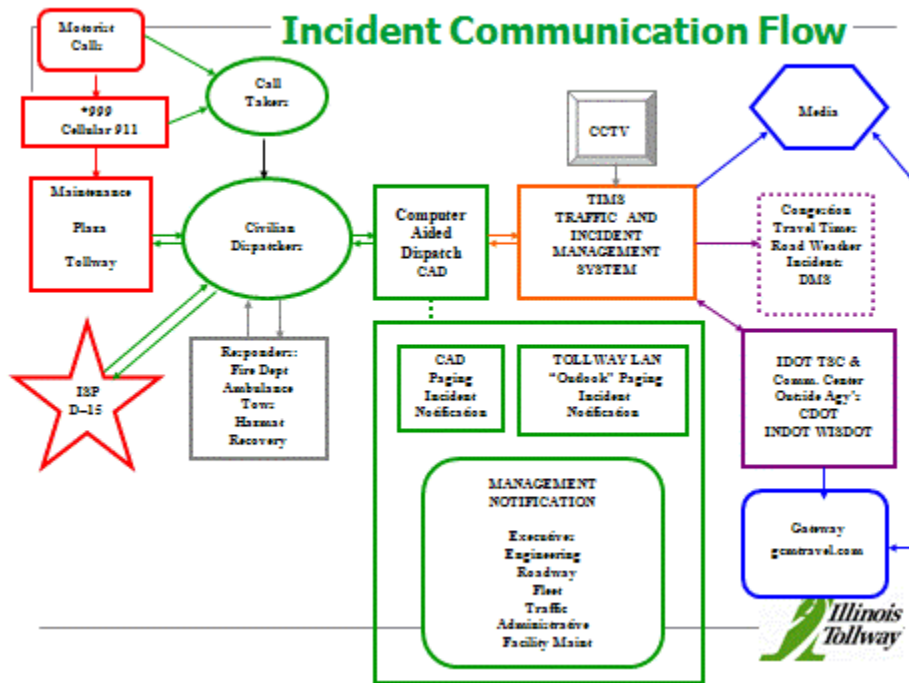 Incident Communication Flow
Motorist
Calls
*999
Cellular 911
Call
Takers
CCTV
Media
Maintenance
Plaza
Tollway
Civilian
Dispatchers
Computer
Aided
Dispatch
CAD
TIMS
TRAFFIC AND
INCIDENT
MANAGEMENT
SYSTEM
Congestion
Travel Times
Road Weather
Incidents
DMS
ISP
D-15
Responders:
Fire Dept
Ambulance
Tows
Hazmat
Recovery
CAD
Paging
Incident
Notification
TOLLWAY LAN
"Outlook" Paging
Incident
Notification
IDOT TSC &
Comm. Center
Outside Agy's
CDOT
INDOT WISDOT
MANAGEMENT
NOTIFICATION
Executives
Engineering
Roadway
Fleet
Traffic
Administrative
Facility Maint
Gateway
gcmtravel.com
Illinois
Tollway